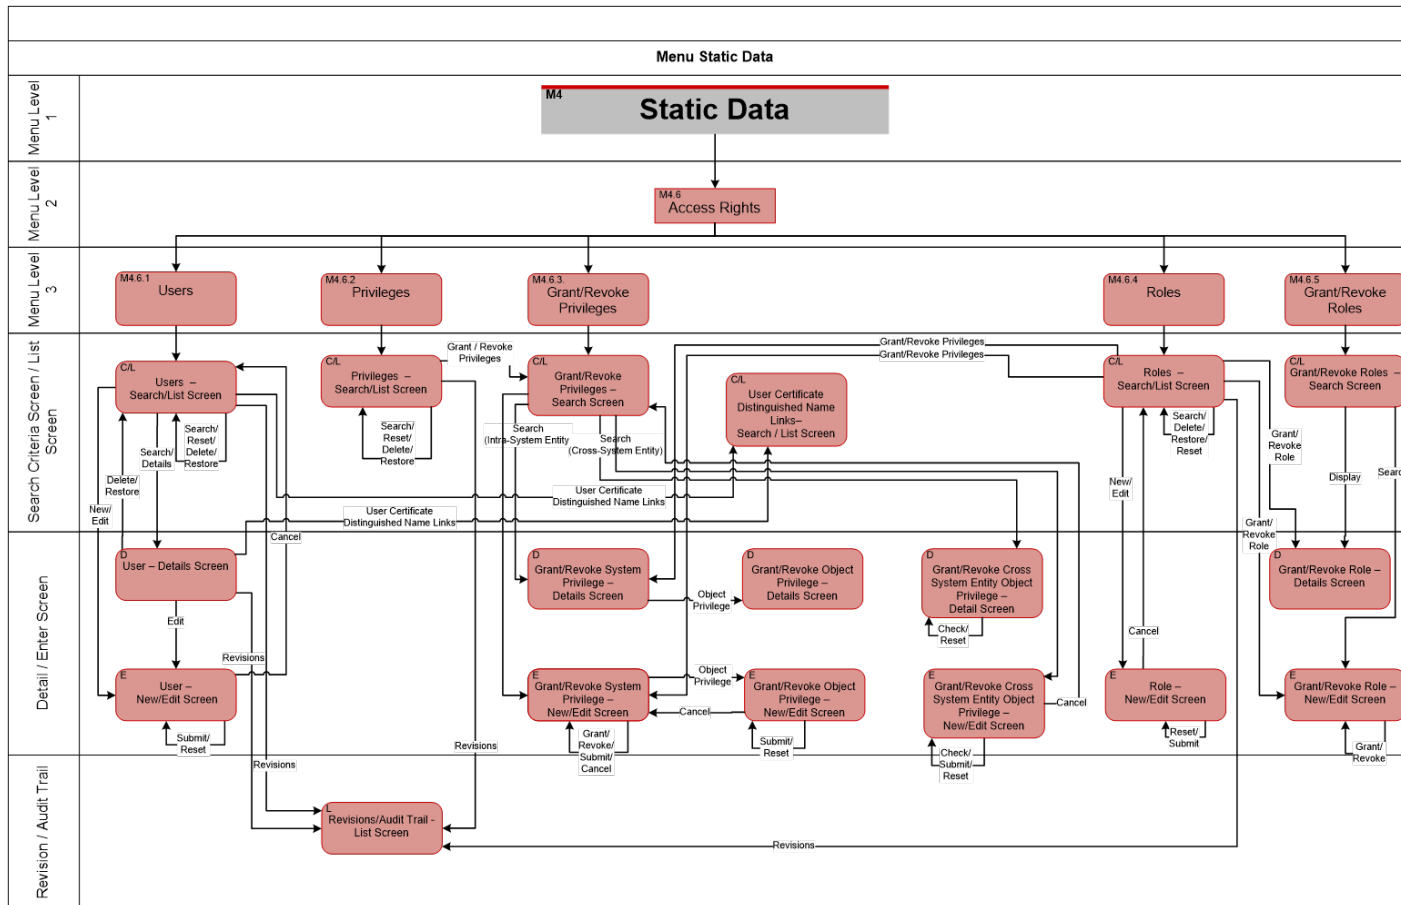 Menu Static Data
Menu Level
1
M4
Static Data
Menu Level
2
M4.6
Access Rights
Menu Level
3
M4.6.1
Users
M4.6.2
Privileges
M4.6.3.
Grant/Revoke
Privileges
M4.6.4
Roles
M4.6.5
Grant/Revoke
Roles
Search Criteria Screen / List
Screen
C/L
Users –
Search/List Screen
C/L
Privileges –
Search/List Screen
Grant / Revoke
Privileges
C/L
Grant/Revoke
Privileges –
Search Screen
C/L
User Certificate
Distinguished Name
Links–
Search / List Screen
Grant/Revoke Privileges
Grant/Revoke Privileges
C/L
Roles –
Search/List Screen
C/L
Grant/Revoke Roles –
Search Screen
Search/
Reset/
Delete/
Restore
Search/
Details
Delete/
Restore
New/
Edit
Search/
Reset/
Delete/
Restore
Search
(Intra-System Entity)
Search
(Cross-System Entity)
User Certificate
Distinguished Name Links
User Certificate
Distinguished Name Links
Cancel
Search/
Delete/
Restore/
Reset
New/
Edit
Grant/
Revoke
Role
Grant/
Revoke
Role
Display
Detail / Enter Screen
D
User – Details Screen
D
Grant/Revoke System
Privilege –
Details Screen
Object
Privilege
D
Grant/Revoke Object
Privilege –
Details Screen
D
Grant/Revoke Cross
System Entity Object
Privilege –
Detail Screen
Check/
Reset
D
Grant/Revoke Role –
Details Screen
Edit
Revisions
Cancel
E
User –
New/Edit Screen
Submit/
Reset
E
Grant/Revoke System
Privilege –
New/Edit Screen
Grant/
Revoke/
Submit/
Cancel
Object
Privilege
Cancel
E
Grant/Revoke Object
Privilege –
New/Edit Screen
Submit/
Reset
E
Grant/Revoke Cross
System Entity Object
Privilege –
New/Edit Screen
Check/
Submit/
Reset
Cancel
E
Role –
New/Edit Screen
Reset/
Submit
E
Grant/Revoke Role –
New/Edit Screen
Grant/
Revoke
Revisions
Revisions
Revision / Audit Trail
L
Revisions/Audit Trail -
List Screen
Revisions